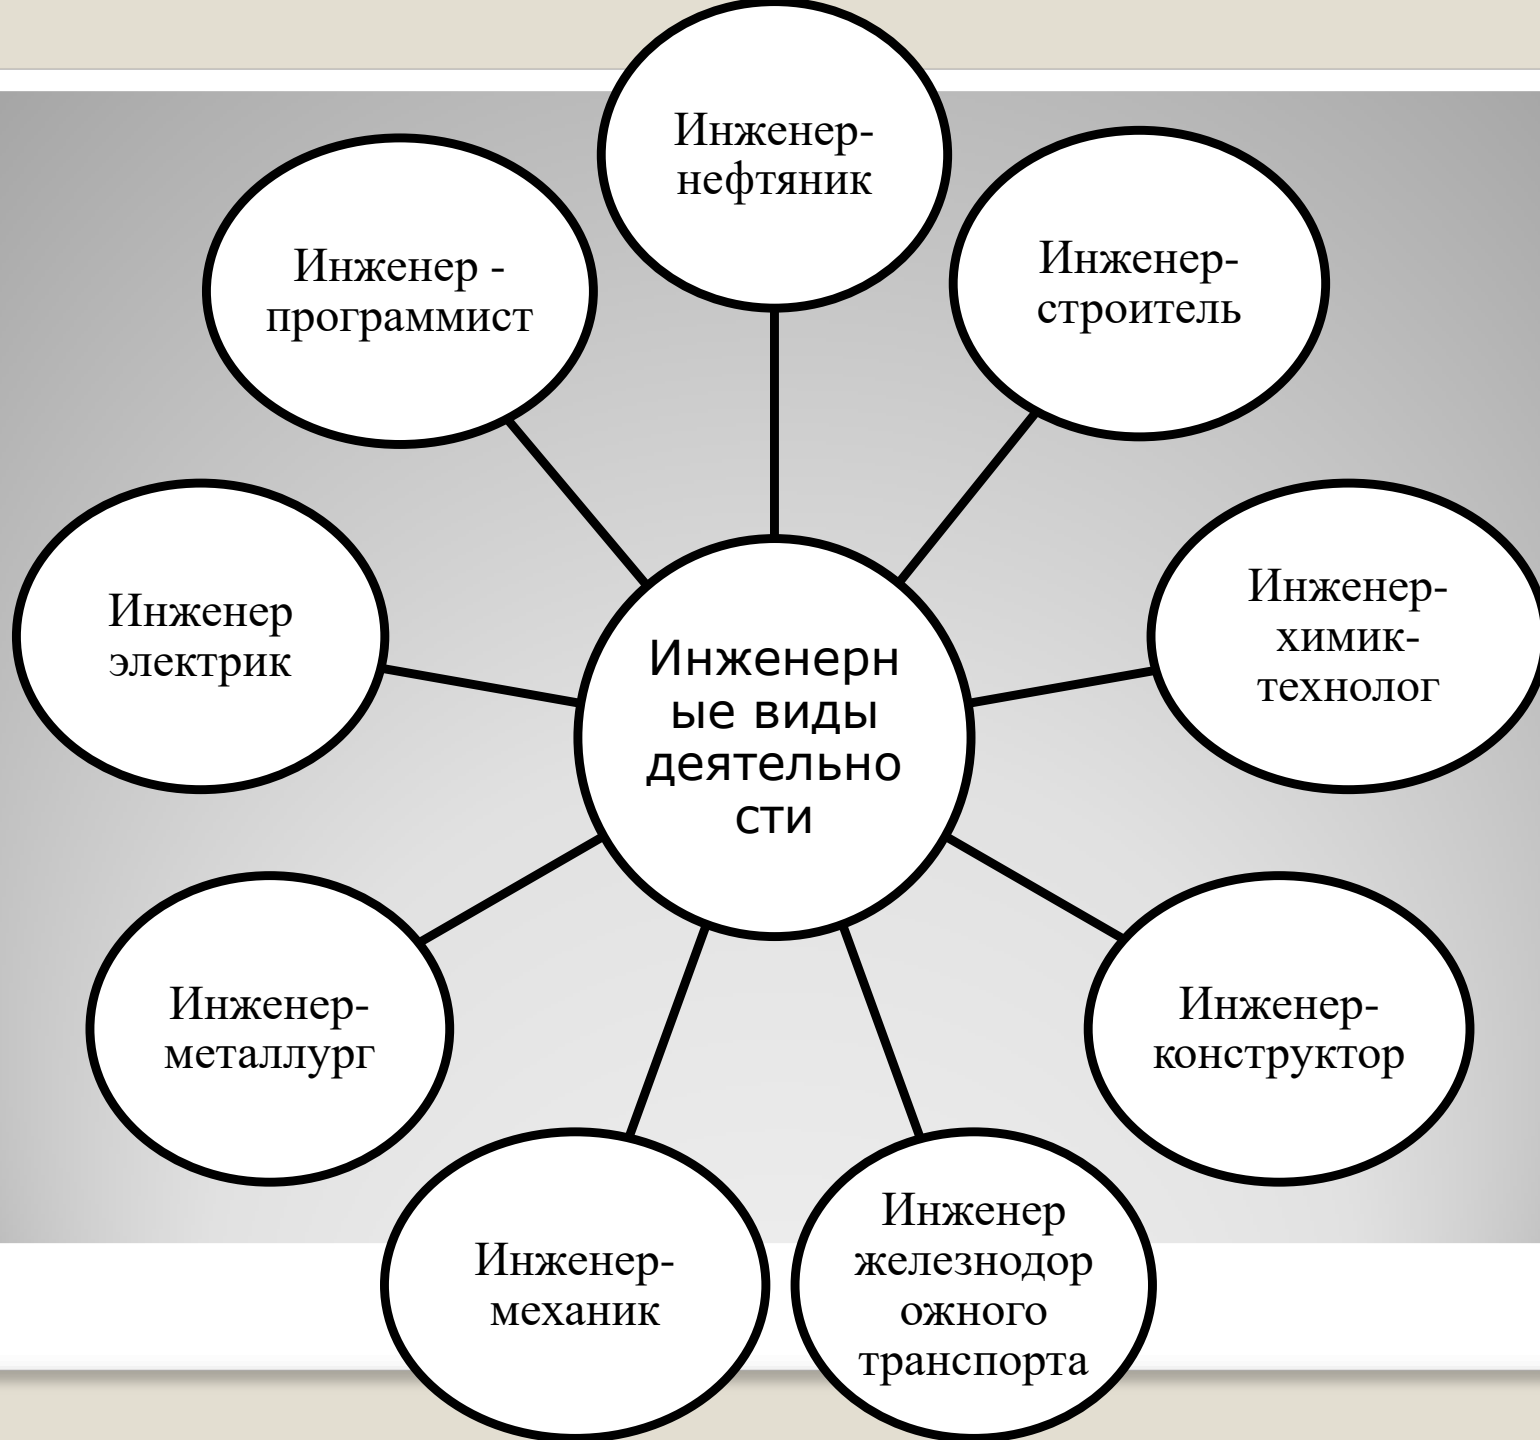 Инженер-
нефтяник
Инженер-
строитель
Инженер -
программист
Инженер-
химик-
технолог
Инженер
электрик
Инженерн
ые виды
деятельно
сти
Инженер-
металлург
Инженер-
конструктор
Инженер-
механик
Инженер
железнодор
ожного
транспорта